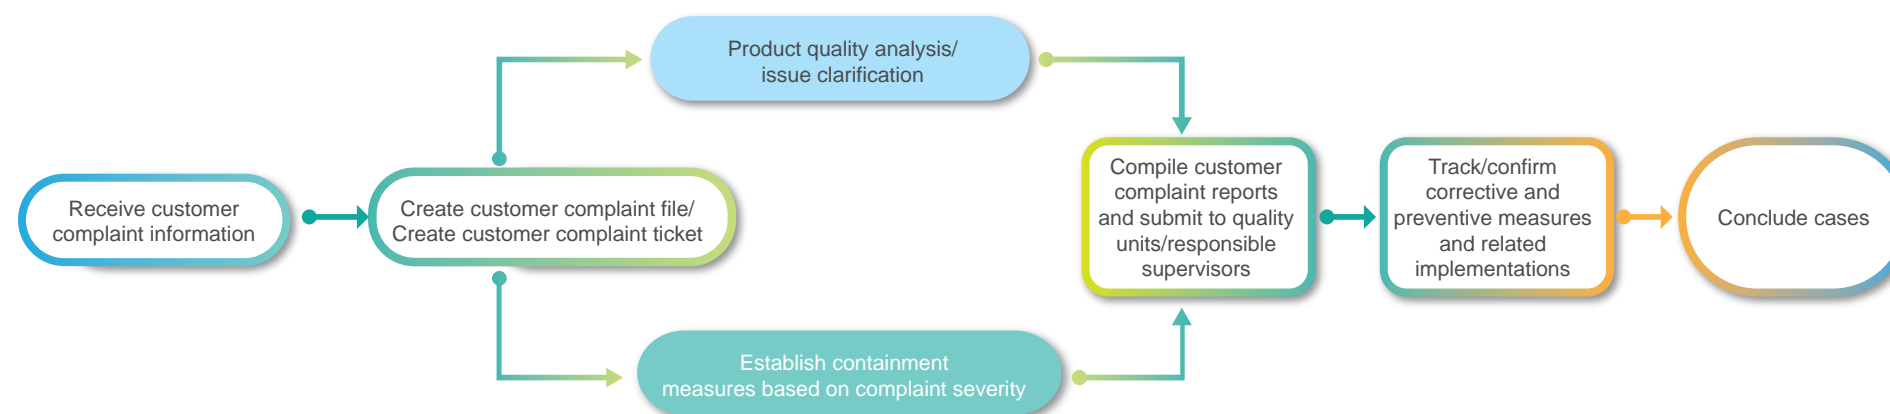 Receive customer
complaint information
Create customer complaint file/
Create customer complaint ticket
Product quality analysis/
issue clarification
Establish containment
measures based on complaint severity
Compile customer
complaint reports
and submit to quality
units/responsible
supervisors
Track/confirm
corrective and
preventive measures
and related
implementations
Conclude cases